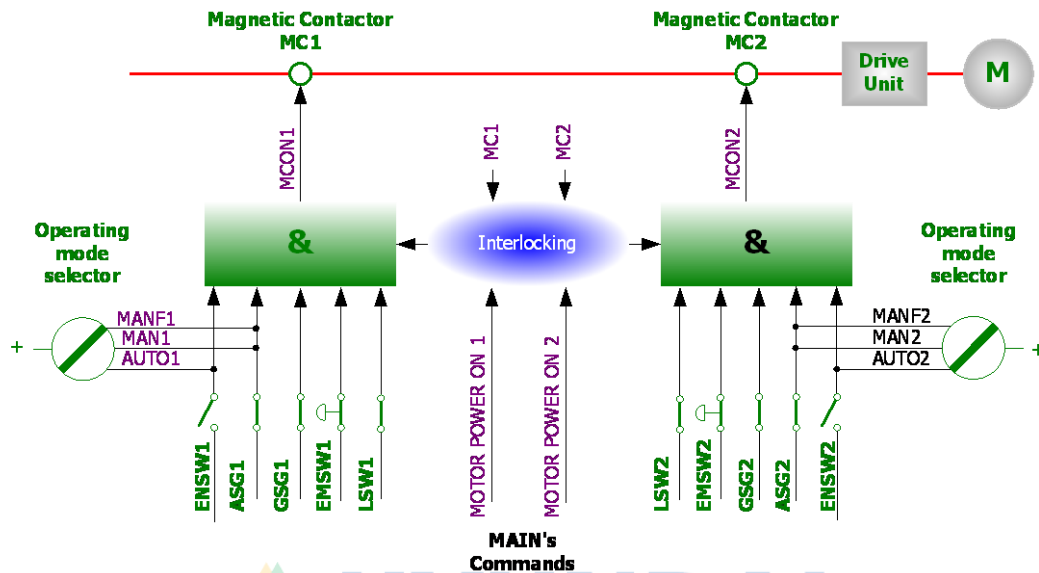 Magnetic Contactor
MC1
Magnetic Contactor
MC2
Drive
Unit
M
MCON1
MC1
MC2
MCON2
Operating
mode
selector
&
Interlocking
&
Operating
mode
selector
+
MANF1
MAN1
AUTO1
MANF2
MAN2
AUTO2
+
ENSW1
ASG1
GSG1
EMSW1
LSW1
MOTOR POWER ON 1
MOTOR POWER ON 2
LSW2
EMSW2
GSG2
ASG2
ENSW2
MAIN's
Commands